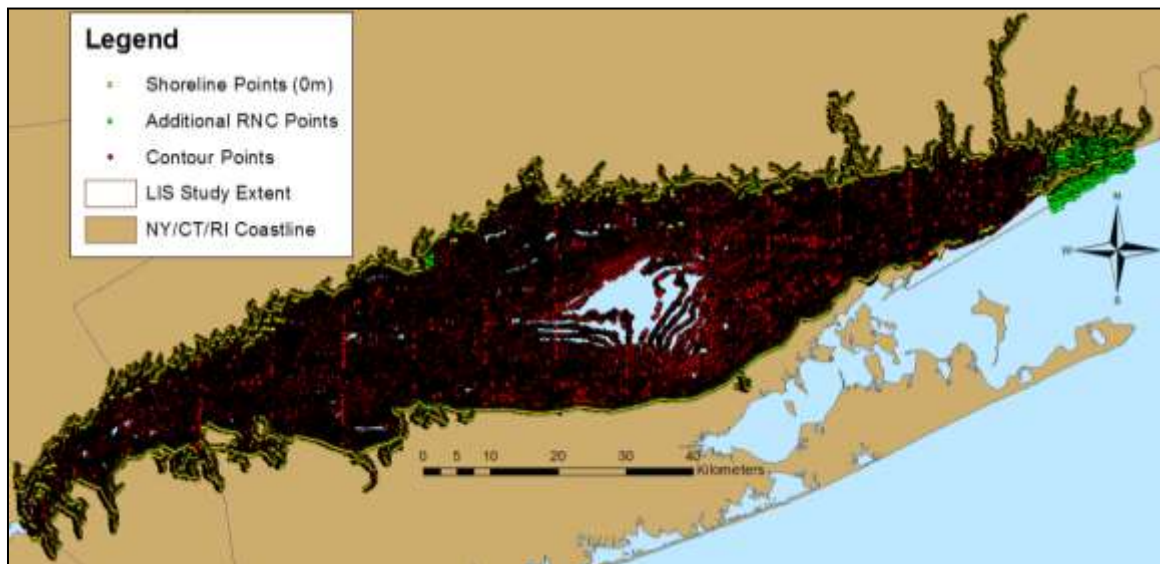 Legend
Shoreline Points (0m)
Additional RNC Points
Contour Points
LIS Study Extent
NY/CT/RI Coastline
N
W
E
S
0 5 10 20 30 40
Kilometers